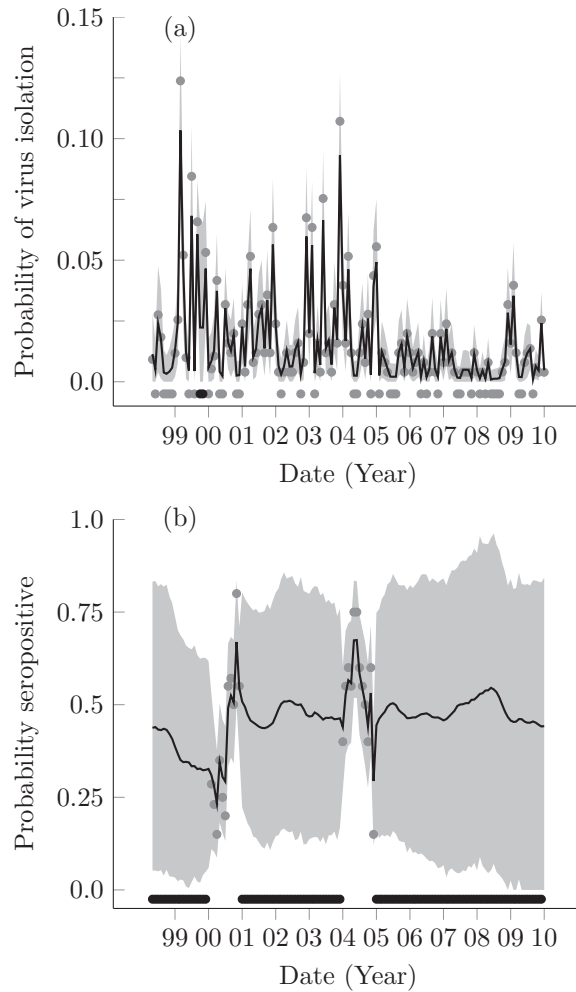 (a)
0.15
0.10
0.05
0.0
Probability of virus isolation
99 00 01 02 03 04 05 06 07 08 09 10
Date (Year)
(b)
1.0
0.75
0.5
0.25
0.0
Probability seropositive
99 00 01 02 03 04 05 06 07 08 09 10
Date (Year)